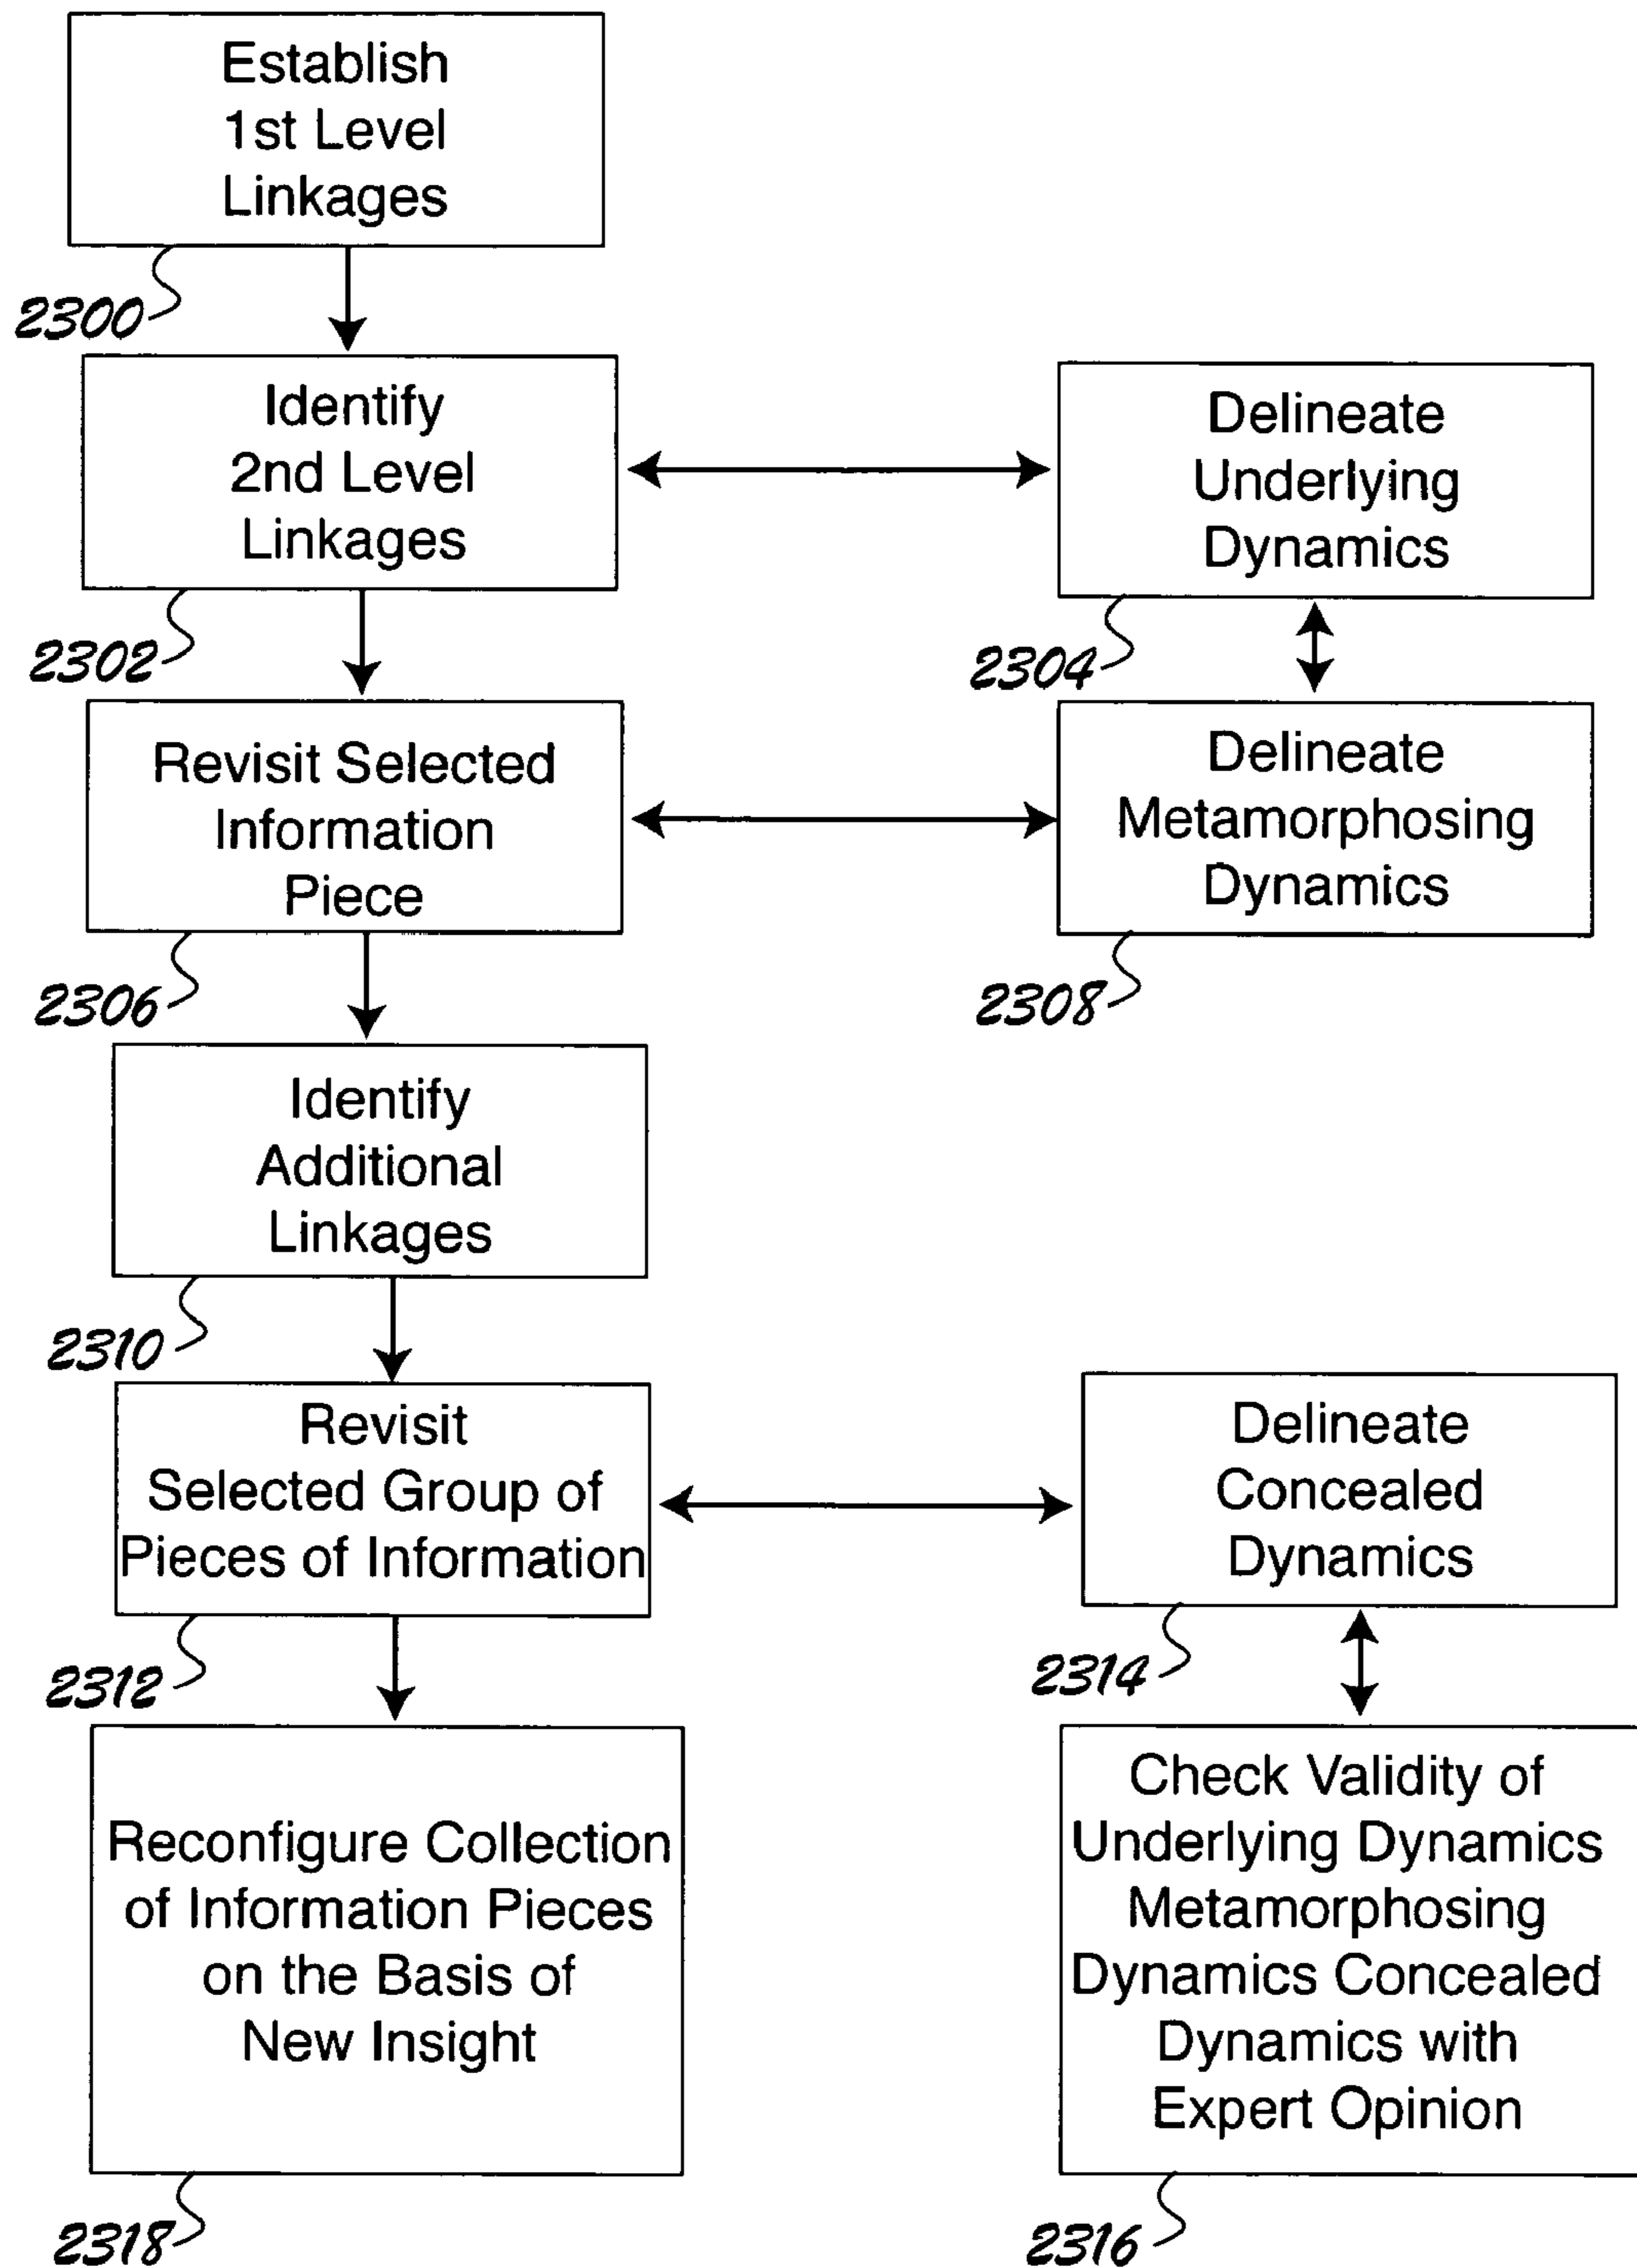 Establish
1st Level
Linkages
2300
Identify
2nd Level
Linkages
2302
Delineate
Underlying
Dynamics
2304
Revisit Selected
Information
Piece
2306
Delineate
Metamorphosing
Dynamics
2308
Identify
Additional
Linkages
2310
Revisit
Selected Group of
Pieces of Information
2312
Delineate
Concealed
Dynamics
2314
Reconfigure Collection
of Information Pieces
on the Basis of
New Insight
2318
Check Validity of
Underlying Dynamics
Metamorphosing
Dynamics Concealed
Dynamics with
Expert Opinion
2316